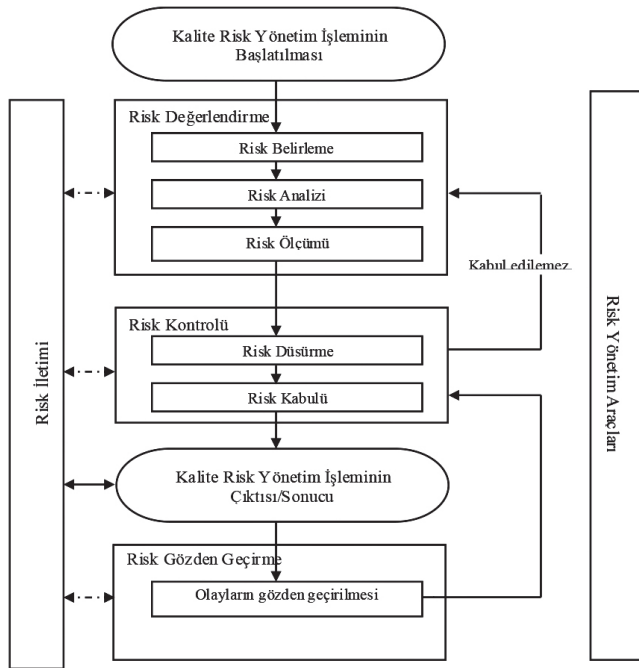 Kalite Risk Yönetim İşleminin
Başlatılması
Risk Değerlendirme
Risk Belirleme
Risk Analizi
Risk Ölçümü
Kabul edilemez
Risk Kontrolü
Risk Düsürme
Risk Kabulü
Kalite Risk Yönetim İşleminin
Çıktısı/Sonucu
Risk Gözden Geçirme
Olayların gözden geçirilmesi
Risk İletimi
Risk Yönetim Araçları